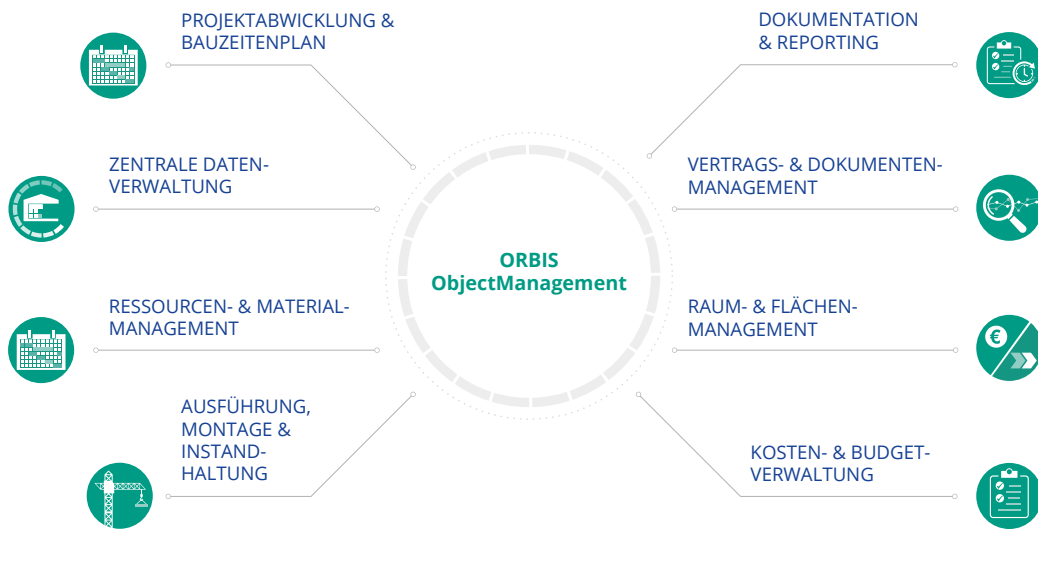 PROJEKTABWICKLUNG &
BAUZEITENPLAN
DOKUMENTATION
& REPORTING
ZENTRALE DATEN-
VERWALTUNG
VERTRAGS- & DOKUMENTEN-
MANAGEMENT
ORBIS
ObjectManagement
RESSOURCEN- & MATERIAL-
MANAGEMENT
RAUM- & FLÄCHEN-
MANAGEMENT
AUSFÜHRUNG,
MONTAGE &
INSTAND-
HALTUNG
KOSTEN- & BUDGET-
VERWALTUNG
€